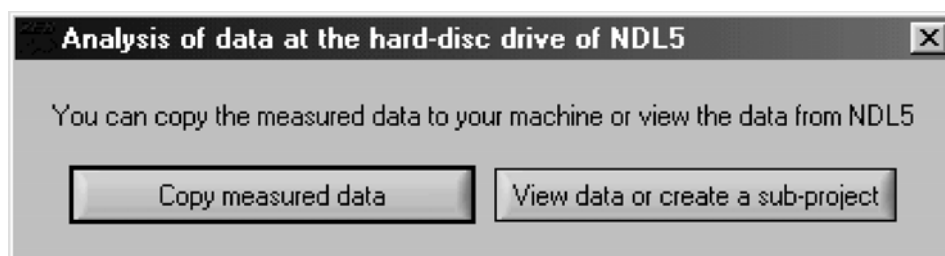 Analysis of data at the hard-disc drive of NDL5
You can copy the measured data to your machine or view the data from NDL5
Copy measured data
View data or create a sub-project